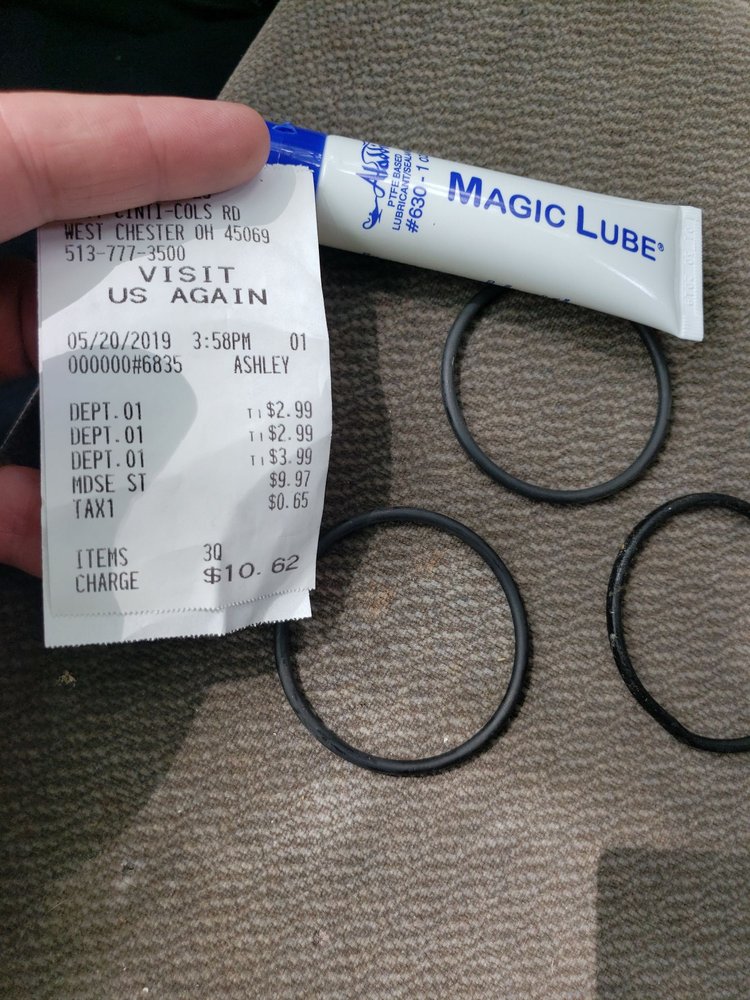 CINTI-COLS RD
WEST CHESTER OH 45069
513-777-3500
VISIT
US AGAIN
05/20/2019 3:58PM 01
000000#6835 ASHLEY
DEPT.01 T1 $2.99
DEPT.01 T1 $2.99
DEPT.01 T1 $3.99
MDSE ST $9.97
TAX1 $0.65
ITEMS 3Q
CHARGE $10.62
PTFE BASED
#630 - 1
MAGIC LUBE®